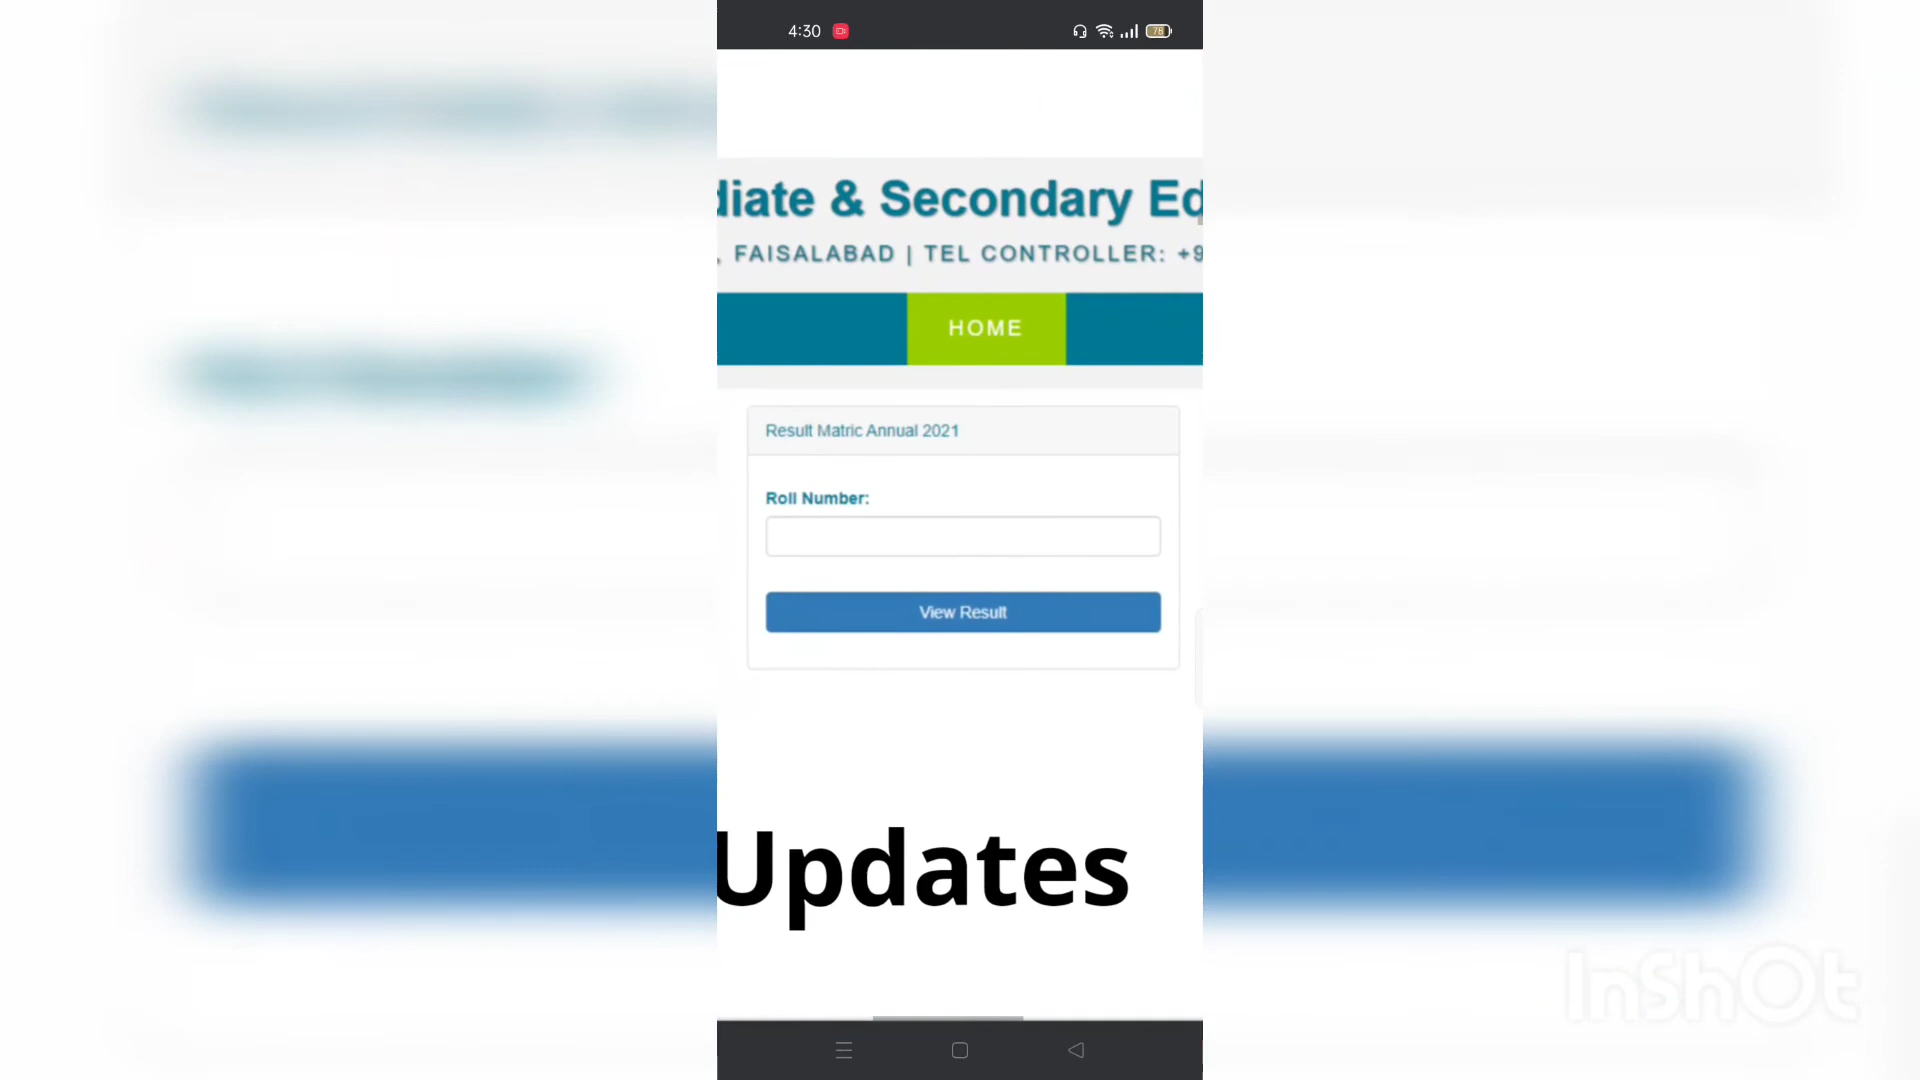 4:30
78
diate & Secondary Ed
, FAISALABAD | TEL CONTROLLER: +9
HOME
Result Matric Annual 2021
Roll Number:
View Result
Updates
InShOt